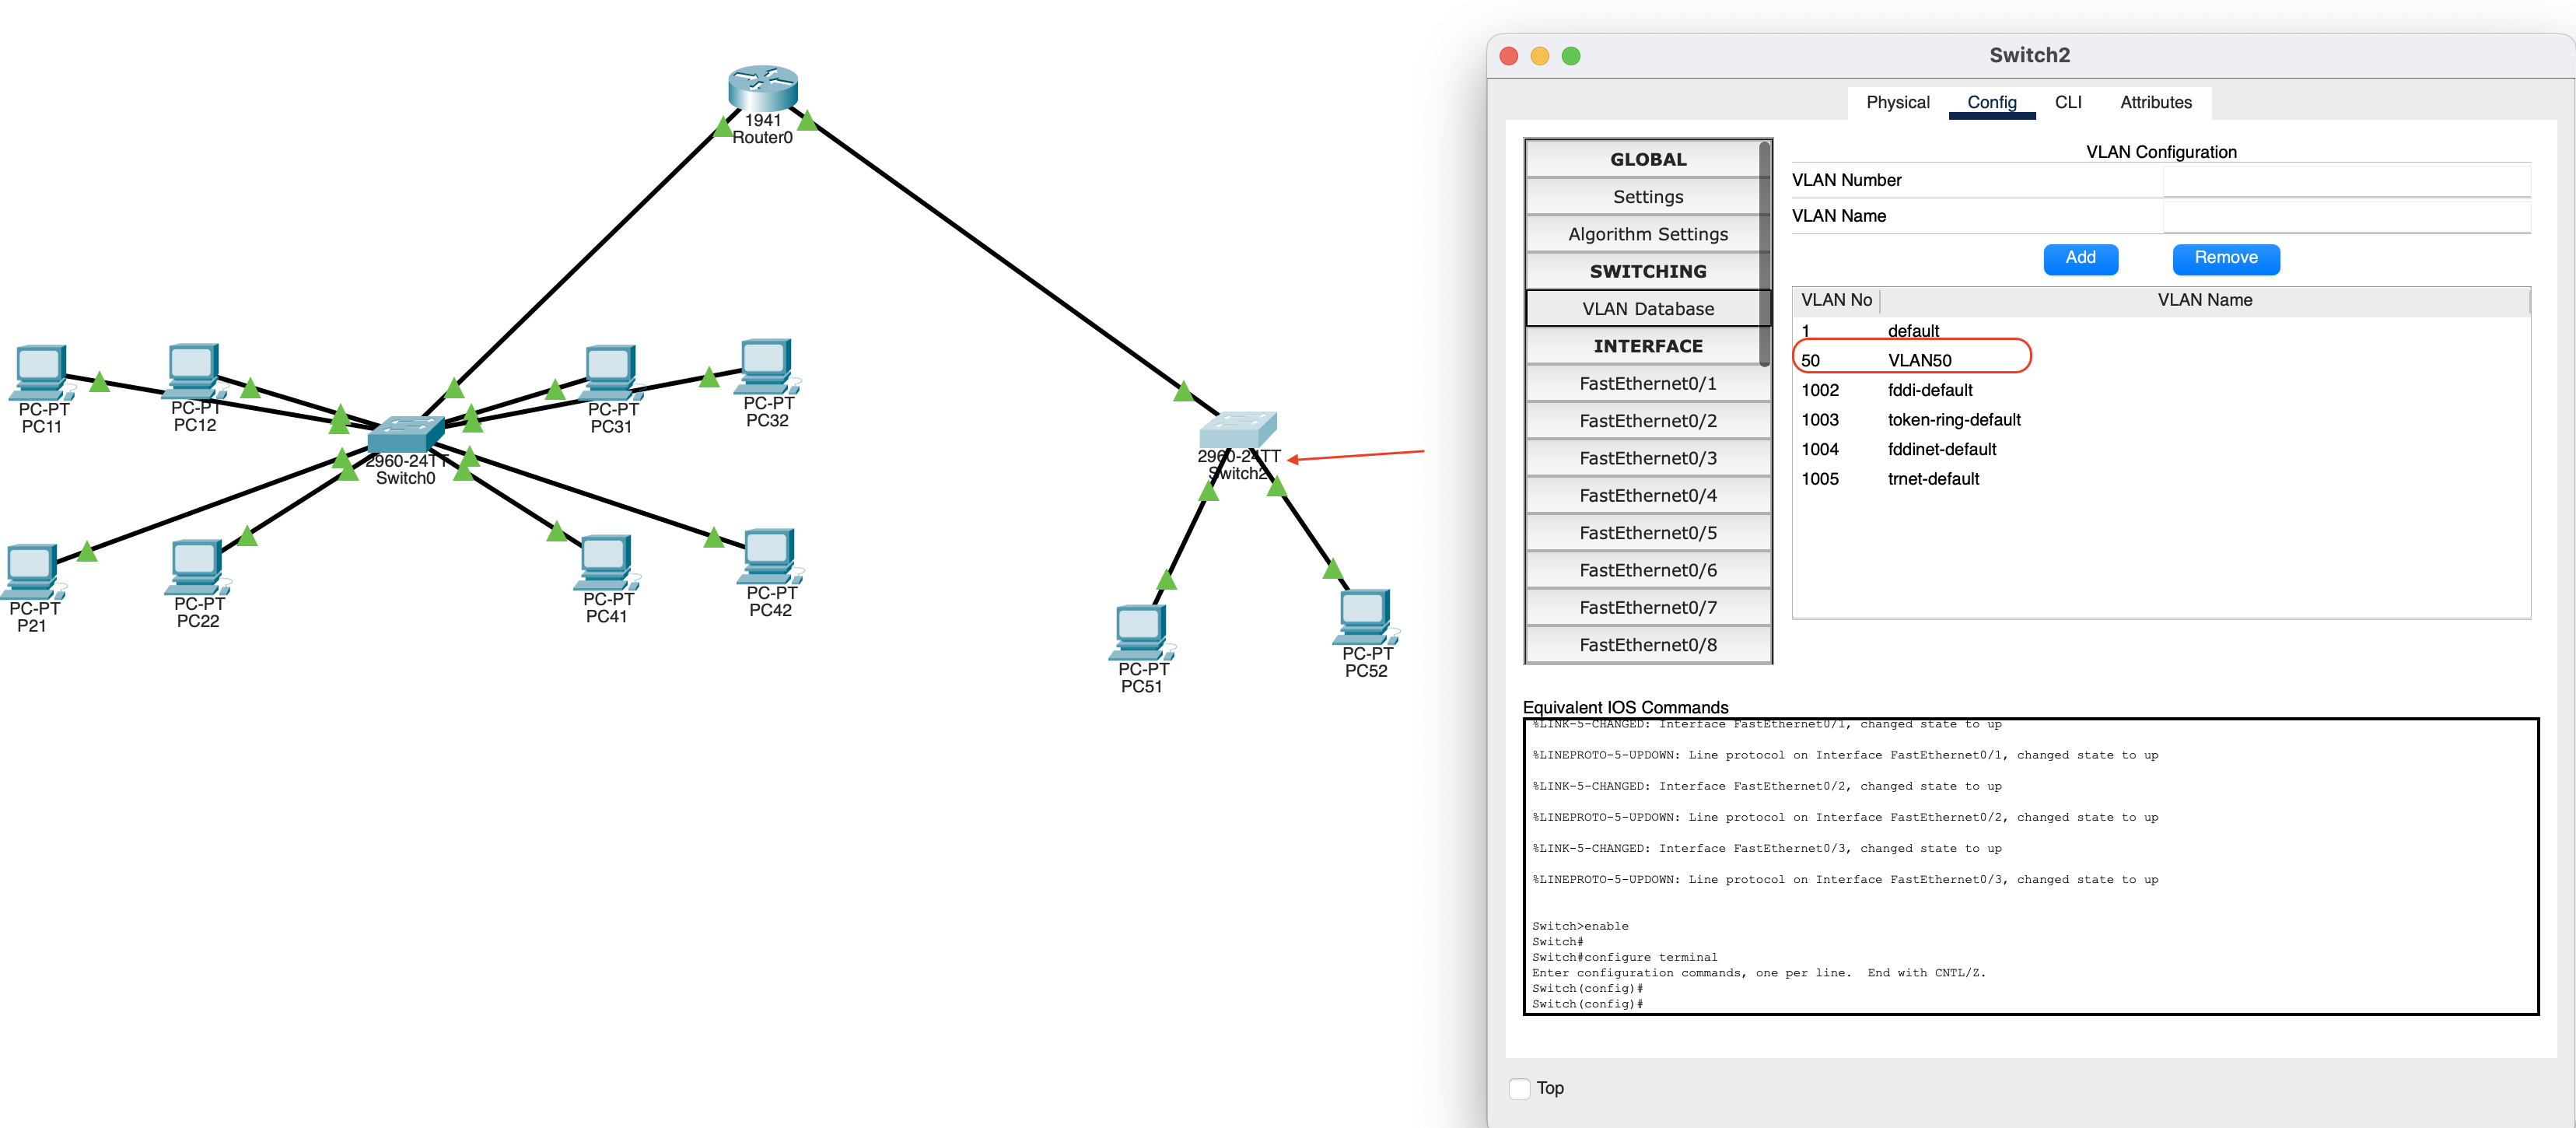 1941
Router0
PC-PT
PC11
PC-PT
PC12
PC-PT
PC31
PC-PT
PC32
2960-24TT
Switch0
PC-PT
P21
PC-PT
PC22
PC-PT
PC41
PC-PT
PC42
2960-24TT
Switch2
PC-PT
PC51
PC-PT
PC52
Switch2
Physical Config CLI Attributes
GLOBAL
Settings
Algorithm Settings
SWITCHING
VLAN Database
INTERFACE
FastEthernet0/1
FastEthernet0/2
FastEthernet0/3
FastEthernet0/4
FastEthernet0/5
FastEthernet0/6
FastEthernet0/7
FastEthernet0/8
VLAN Configuration
VLAN Number
VLAN Name
Add Remove
VLAN No VLAN Name
1 default
50 VLAN50
1002 fddi-default
1003 token-ring-default
1004 fddinet-default
1005 trnet-default
Equivalent IOS Commands
%LINK-5-CHANGED: Interface FastEthernet0/1, changed state to up
%LINEPROTO-5-UPDOWN: Line protocol on Interface FastEthernet0/1, changed state to up
%LINK-5-CHANGED: Interface FastEthernet0/2, changed state to up
%LINEPROTO-5-UPDOWN: Line protocol on Interface FastEthernet0/2, changed state to up
%LINK-5-CHANGED: Interface FastEthernet0/3, changed state to up
%LINEPROTO-5-UPDOWN: Line protocol on Interface FastEthernet0/3, changed state to up
Switch>enable
Switch#
Switch#configure terminal
Enter configuration commands, one per line. End with CNTL/Z.
Switch(config)#
Switch(config)#
Top